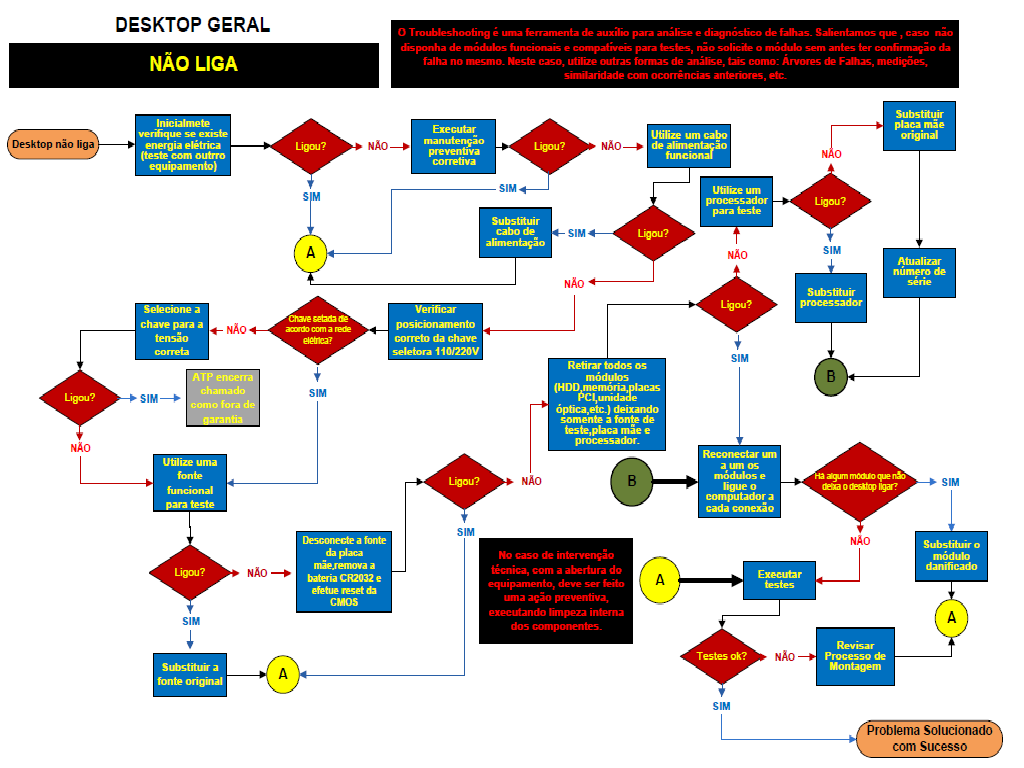 DESKTOP GERAL
NÃO LIGA
O Troubleshooting é uma ferramenta de auxílio para análise e diagnóstico de falhas. Salientamos que , caso não
disponha de módulos funcionais e compatíveis para testes, não solicite o módulo sem antes ter confirmação da
falha no mesmo. Neste caso, utilize outras formas de análise, tais como: Árvores de Falhas, medições,
similaridade com ocorrências anteriores, etc.
Desktop não liga
Inicialmete
verifique se existe
energia elétrica
(teste com outrro
equipamento)
Ligou?
NÃO
SIM
Executar
manutenção
preventiva
corretiva
Ligou?
NÃO
SIM
Utilize um cabo
de alimentação
funcional
Ligou?
SIM
NÃO
Substituir
cabo de
alimentação
A
Utilize um
processador
para teste
Ligou?
NÃO
SIM
Substituir
placa mãe
original
Atualizar
número de
série
Substituir
processador
B
Verificar
posicionamento
correto da chave
seletora 110/220V
Chave setada de
acordo com a rede
elétrica?
NÃO
SIM
Selecione a
chave para a
tensão
correta
Ligou?
SIM
NÃO
ATP encerra
chamado
como fora de
garantia
Utilize uma
fonte
funcional
para teste
Ligou?
NÃO
SIM
Substituir a
fonte original
A
Desconecte a fonte
da placa
mãe,remova a
bateria CR2032 e
efetue reset da
CMOS
Ligou?
NÃO
SIM
Retirar todos os
módulos
(HDD,memória,placas
PCI,unidade
óptica,etc.) deixando
somente a fonte de
teste,placa mãe e
processador.
Ligou?
NÃO
SIM
B
Reconectar um
a um os
módulos e
ligue o
computador a
cada conexão
Há algum módulo que não
deixa o desktop ligar?
SIM
NÃO
Substituir o
módulo
danificado
A
No caso de intervenção
técnica, com a abertura do
equipamento, deve ser feito
uma ação preventiva,
executando limpeza interna
dos componentes.
A
Executar
testes
Testes ok?
NÃO
SIM
Revisar
Processo de
Montagem
Problema Solucionado
com Sucesso